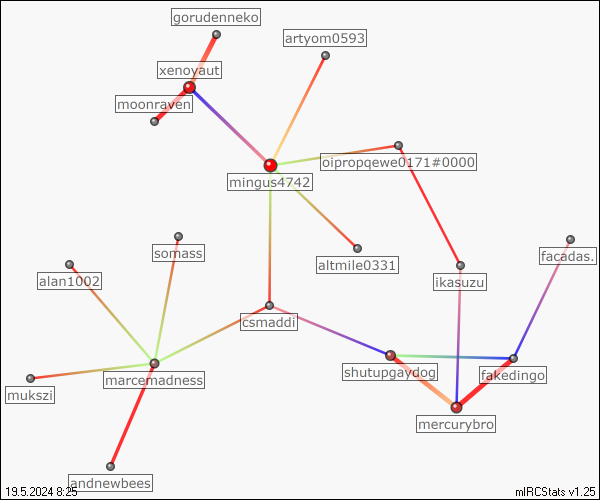 gorudenneko
artyom0593
xenoyaut
moonraven
oipropqewe0171#0000
mingus4742
somass
facadas.
altmile0331
alan1002
ikasuzu
csmaddi
shutupgaydog
fakedingo
marcemadness
mukszi
mercurybro
andnewbees
19.5.2024 8:25
mIRCStats v1.25